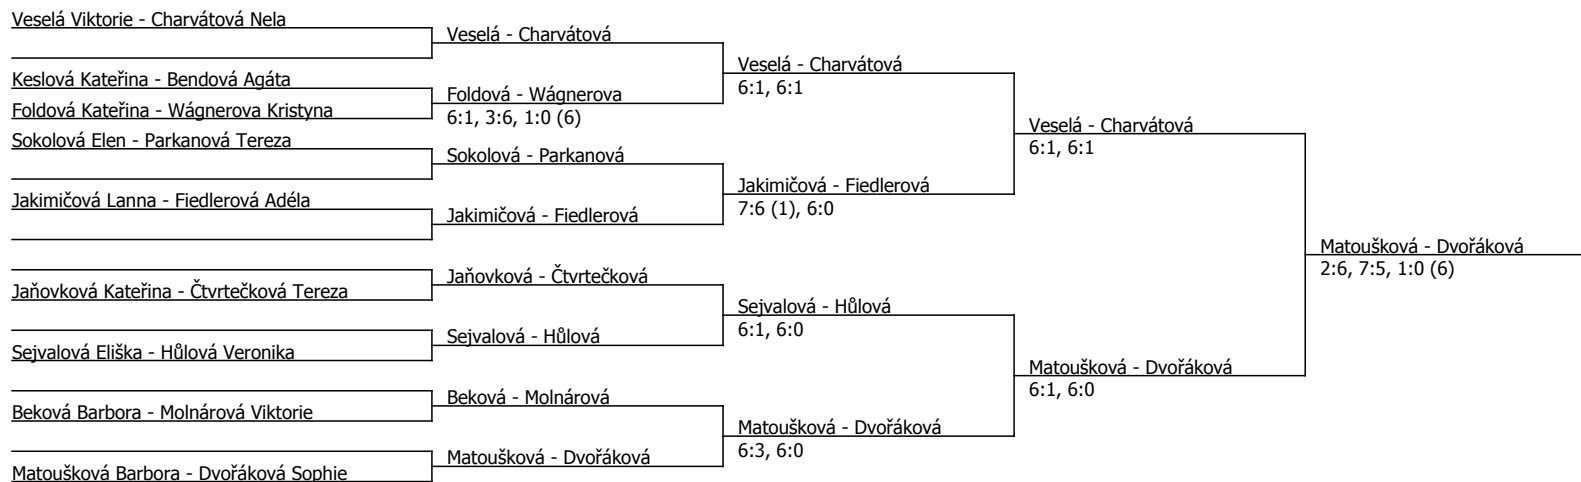 Veselá Viktorie - Charvátová Nela
Keslová Kateřina - Bendová Agáta
Foldová Kateřina - Wágnerova Kristyna
Sokolová Elen - Parkanová Tereza
Jakimičová Lanna - Fiedlerová Adéla
Jaňovková Kateřina - Čtvrtečková Tereza
Sejvalová Eliška - Hůlová Veronika
Beková Barbora - Molnárová Viktorie
Matoušková Barbora - Dvořáková Sophie
Veselá - Charvátová
Foldová - Wágnerova
6:1, 3:6, 1:0 (6)
Sokolová - Parkanová
Jakimičová - Fiedlerová
Jaňovková - Čtvrtečková
Sejvalová - Hůlová
Beková - Molnárová
Matoušková - Dvořáková
Veselá - Charvátová
6:1, 6:1
Jakimičová - Fiedlerová
7:6 (1), 6:0
Sejvalová - Hůlová
6:1, 6:0
Matoušková - Dvořáková
6:3, 6:0
Veselá - Charvátová
6:1, 6:1
Matoušková - Dvořáková
6:1, 6:0
Matoušková - Dvořáková
2:6, 7:5, 1:0 (6)